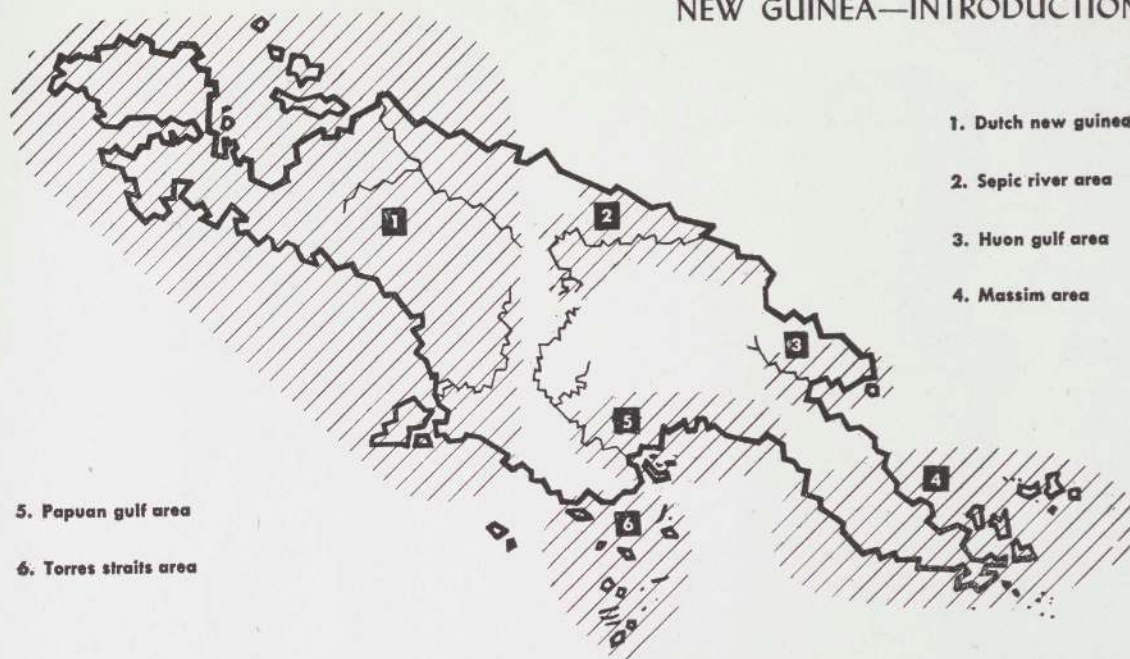 NEW GUINEA—INTRODUCTION
1. Dutch new guinea
2. Sepic river area
3. Huon gulf area
4. Massim area
5. Papuan gulf area
6. Torres straits area
1
2
3
4
5
6